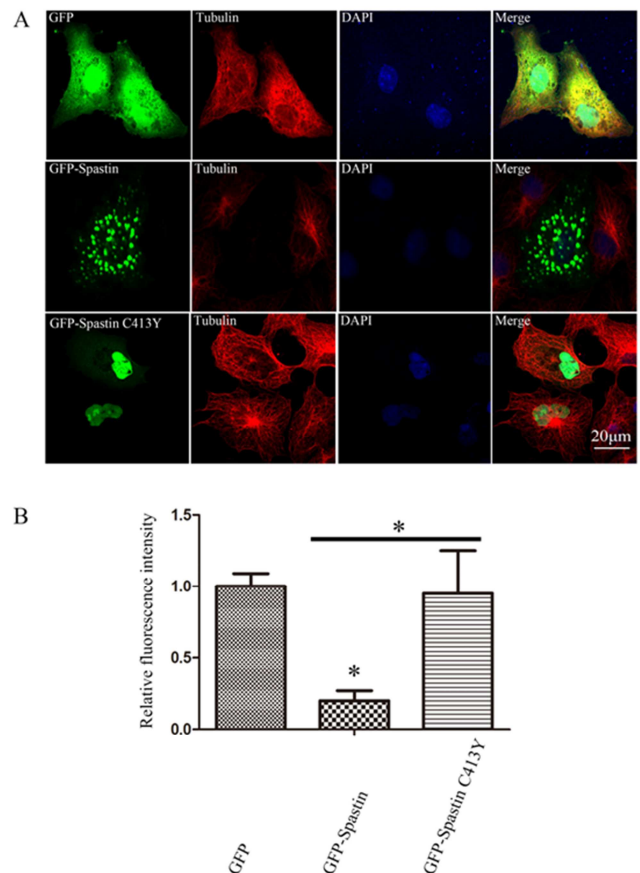 A
GFP Tubulin DAPI Merge
GFP-Spastin Tubulin DAPI Merge
GFP-Spastin C413Y Tubulin DAPI Merge
20μm
B
Relative fluorescence intensity
1.5
1.0
0.5
0.0
*
*
GFP
GFP-Spastin
GFP-Spastin C413Y